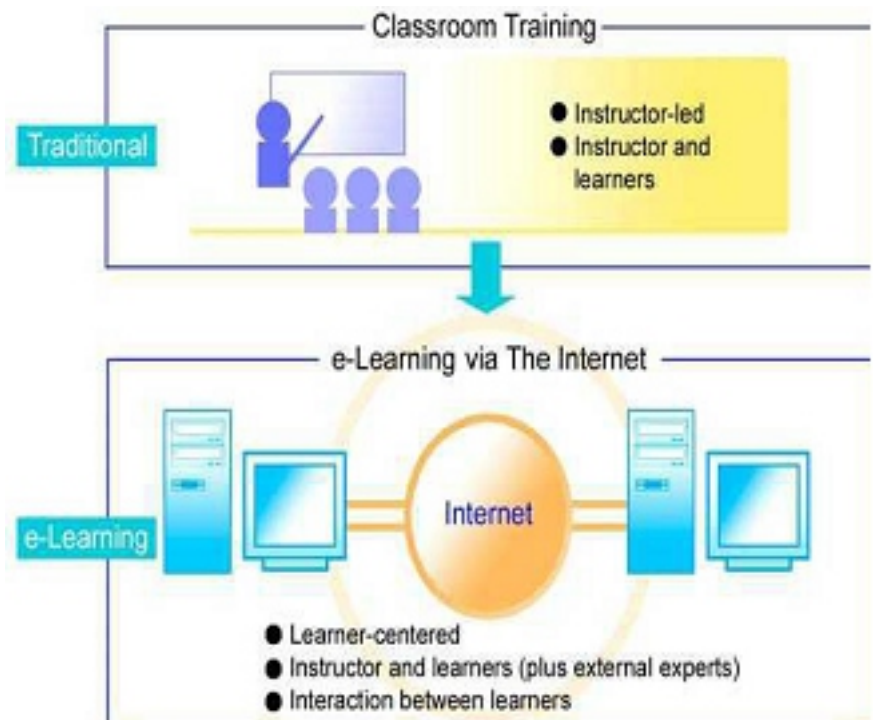 Classroom Training
Traditional
● Instructor-led
● Instructor and
learners
e-Learning via The Internet
e-Learning
Internet
● Learner-centered
● Instructor and learners (plus external experts)
● Interaction between learners